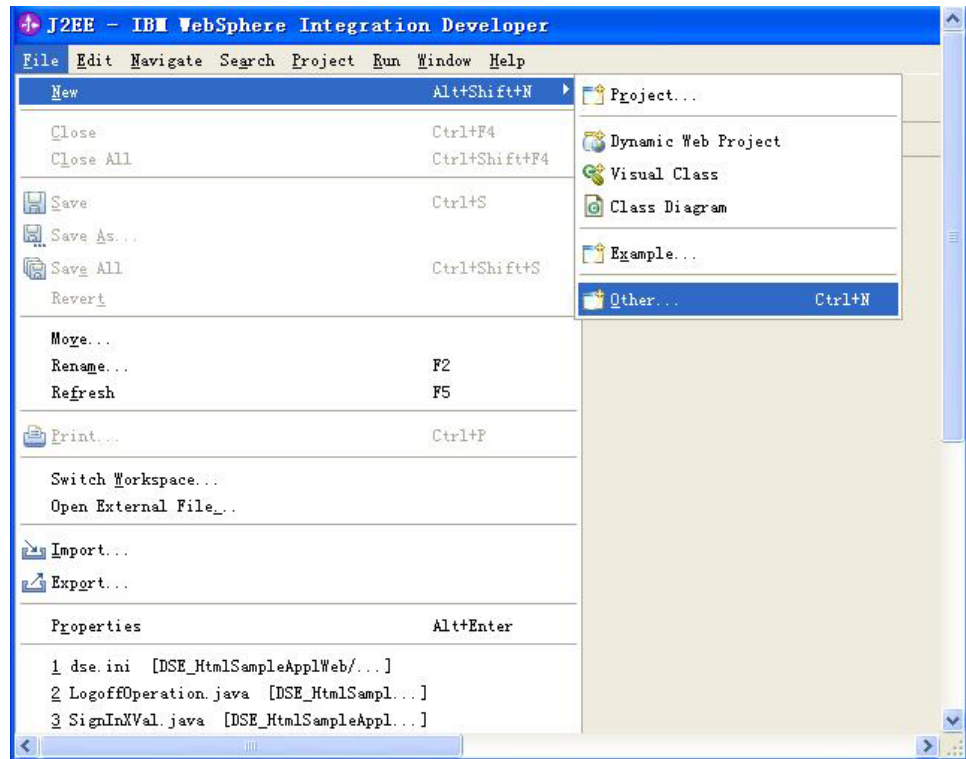 J2EE - IBM WebSphere Integration Developer
File Edit Navigate Search Project Run Window Help
New Alt+Shift+N
Close Ctrl+F4
Close All Ctrl+Shift+F4
Save Ctrl+S
Save As...
Save All Ctrl+Shift+S
Revert
Move...
Rename... F2
Refresh F5
Print... Ctrl+P
Switch Workspace...
Open External File...
Import...
Export...
Properties Alt+Enter
1 dse.ini [DSE_HtmlSampleApplWeb/...]
2 LogoffOperation.java [DSE_HtmlSampl...]
3 SignInXVal.java [DSE_HtmlSampleAppl...]
Project...
Dynamic Web Project
Visual Class
Class Diagram
Example...
Other... Ctrl+N